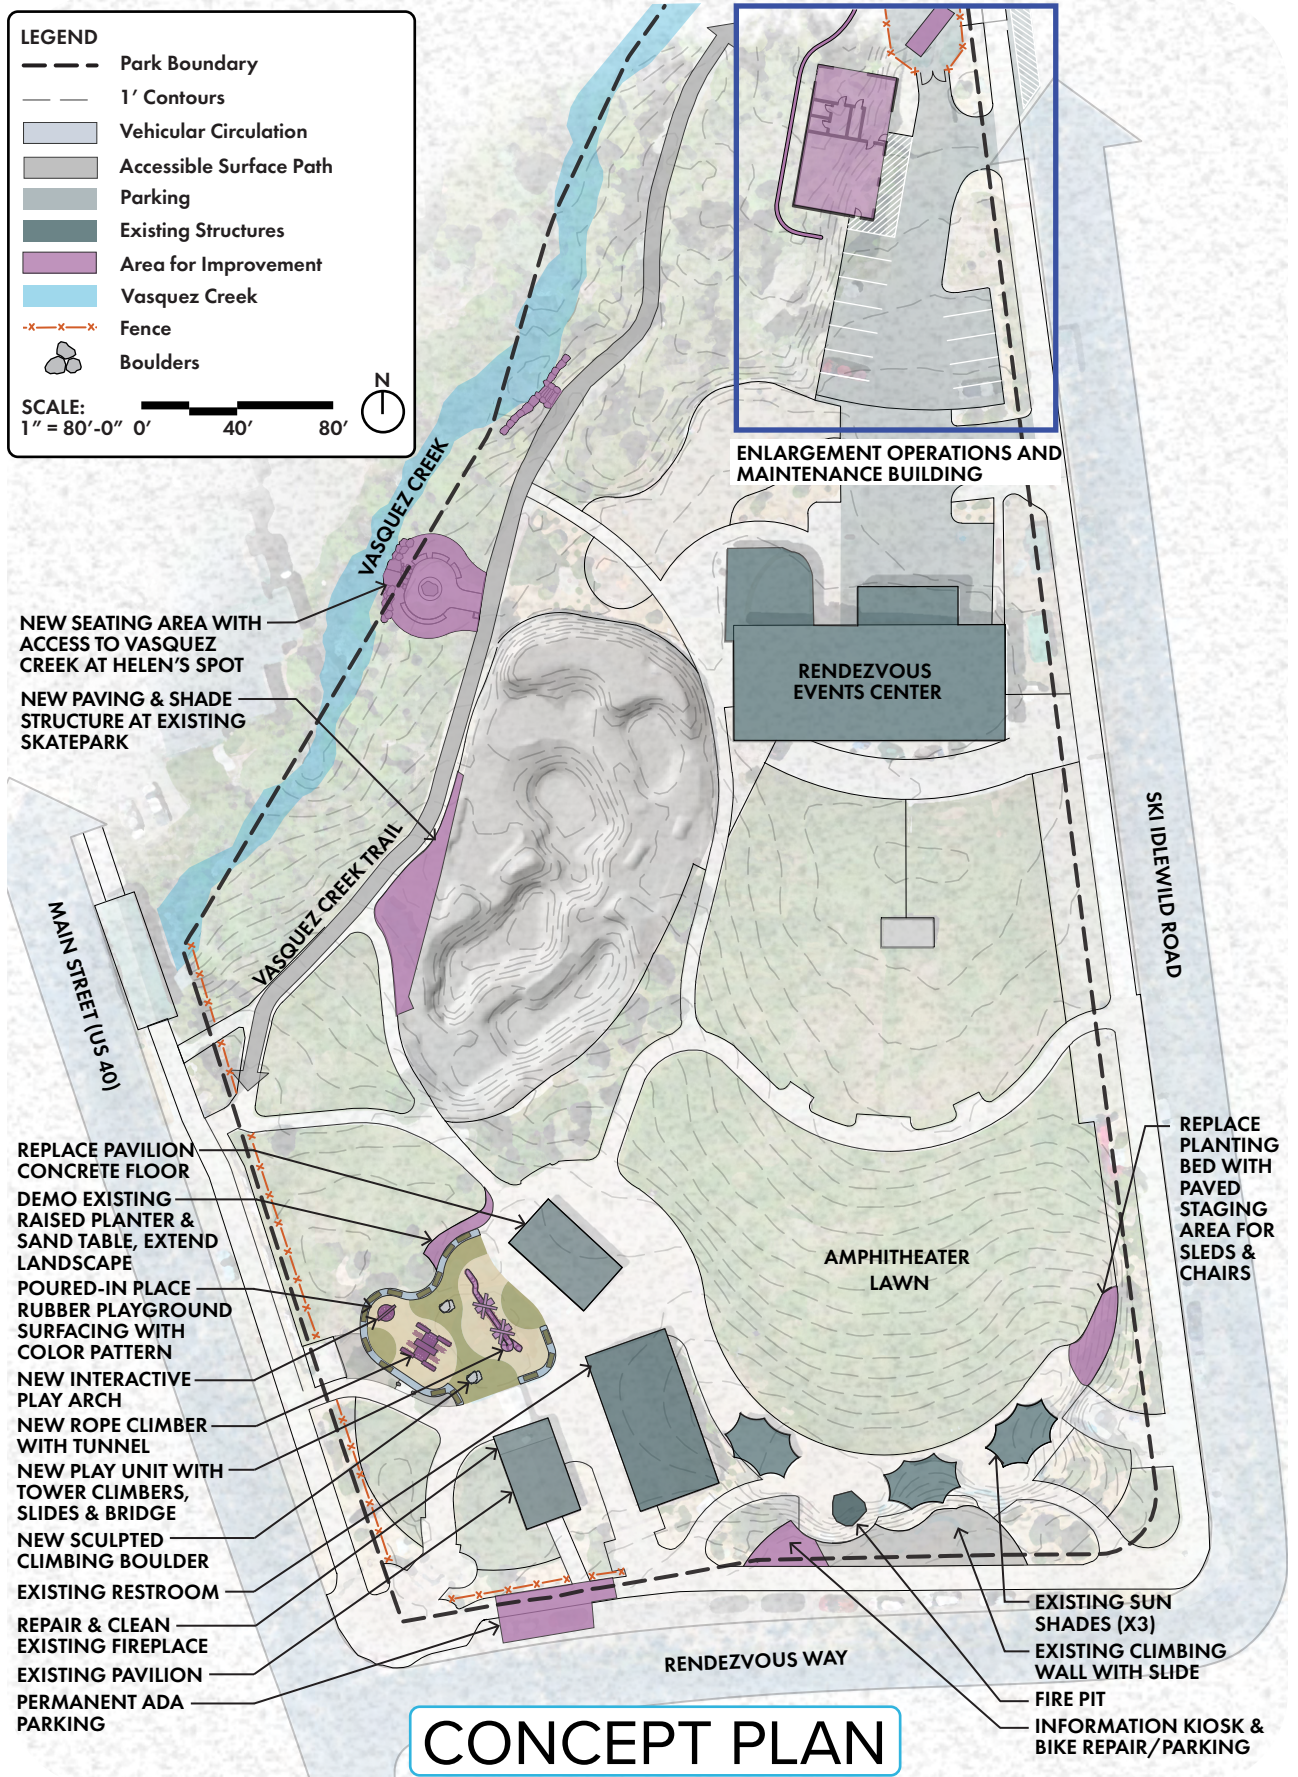 LEGEND
Park Boundary
1' Contours
Vehicular Circulation
Accessible Surface Path
Parking
Existing Structures
Area for Improvement
Vasquez Creek
Fence
Boulders
N
SCALE:
1" = 80'-0" 0' 40' 80'
ENLARGEMENT OPERATIONS AND
MAINTENANCE BUILDING
VASQUEZ CREEK
NEW SEATING AREA WITH
ACCESS TO VASQUEZ
CREEK AT HELEN'S SPOT
NEW PAVING & SHADE
STRUCTURE AT EXISTING
SKATEPARK
RENDEZVOUS
EVENTS CENTER
VASQUEZ CREEK TRAIL
MAIN STREET (US 40)
SKI IDLEWILD ROAD
REPLACE PAVILION
CONCRETE FLOOR
DEMO EXISTING
RAISED PLANTER &
SAND TABLE, EXTEND
LANDSCAPE
POURED-IN PLACE
RUBBER PLAYGROUND
SURFACING WITH
COLOR PATTERN
NEW INTERACTIVE
PLAY ARCH
NEW ROPE CLIMBER
WITH TUNNEL
NEW PLAY UNIT WITH
TOWER CLIMBERS,
SLIDES & BRIDGE
NEW SCULPTED
CLIMBING BOULDER
EXISTING RESTROOM
REPAIR & CLEAN
EXISTING FIREPLACE
EXISTING PAVILION
PERMANENT ADA
PARKING
AMPHITHEATER
LAWN
REPLACE
PLANTING
BED WITH
PAVED
STAGING
AREA FOR
SLEDS &
CHAIRS
EXISTING SUN
SHADES (X3)
EXISTING CLIMBING
WALL WITH SLIDE
FIRE PIT
INFORMATION KIOSK &
BIKE REPAIR/PARKING
RENDEZVOUS WAY
CONCEPT PLAN